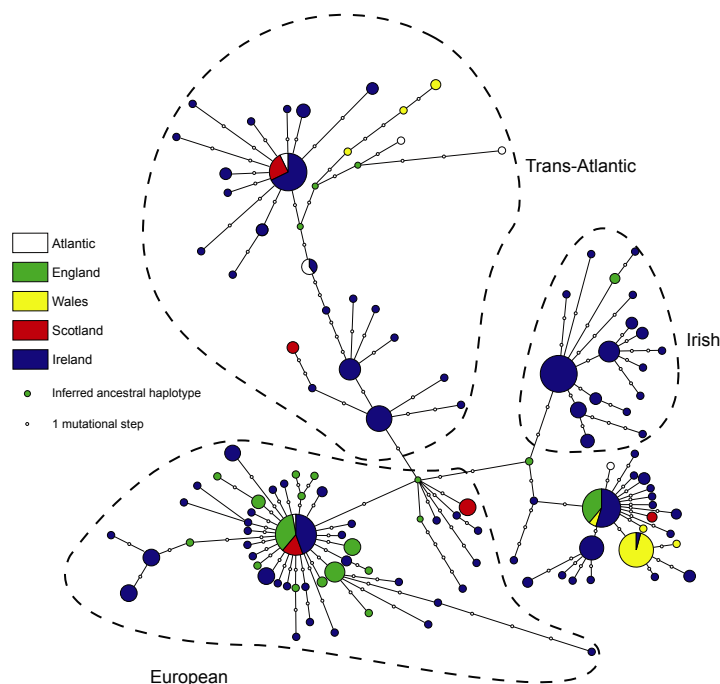 Trans-Atlantic
Atlantic
England
Wales
Scotland
Ireland
Inferred ancestral haplotype
1 mutational step
Irish
European